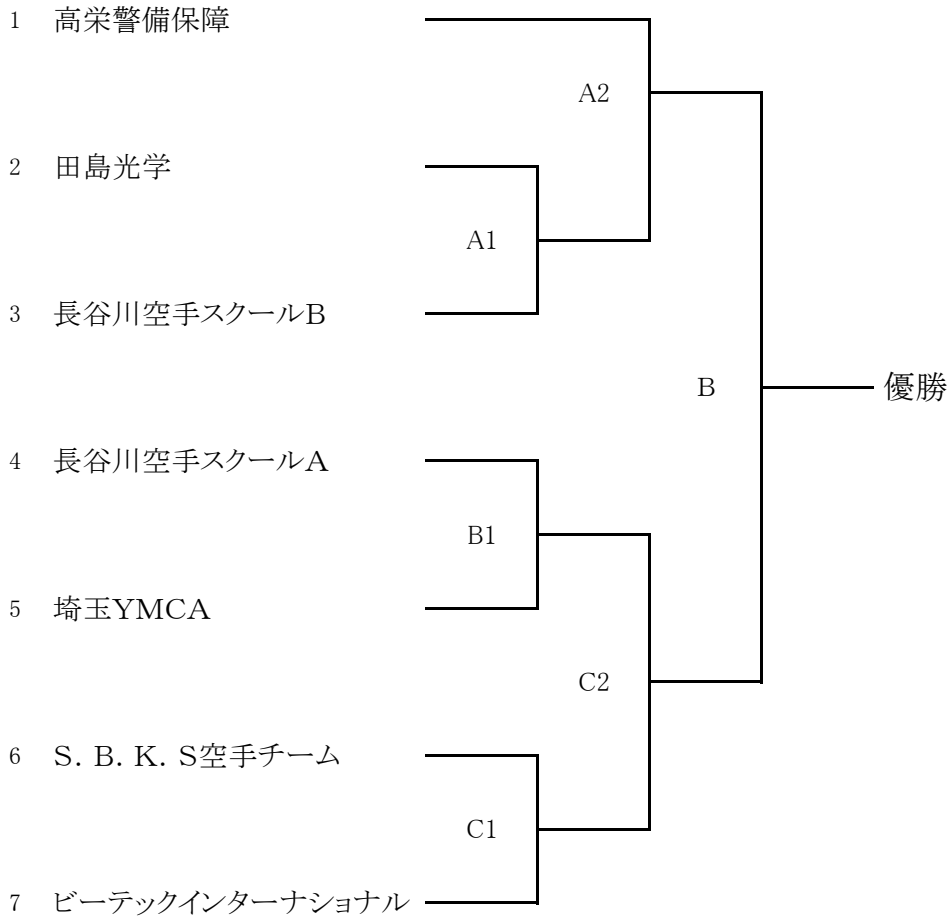 1 高栄警備保障
A2
2 田島光学
A1
3 長谷川空手スクールB
B 優勝
4 長谷川空手スクールA
B1
5 埼玉YMCA
C2
6 S. B. K. S空手チーム
C1
7 ビーテックインターナショナル